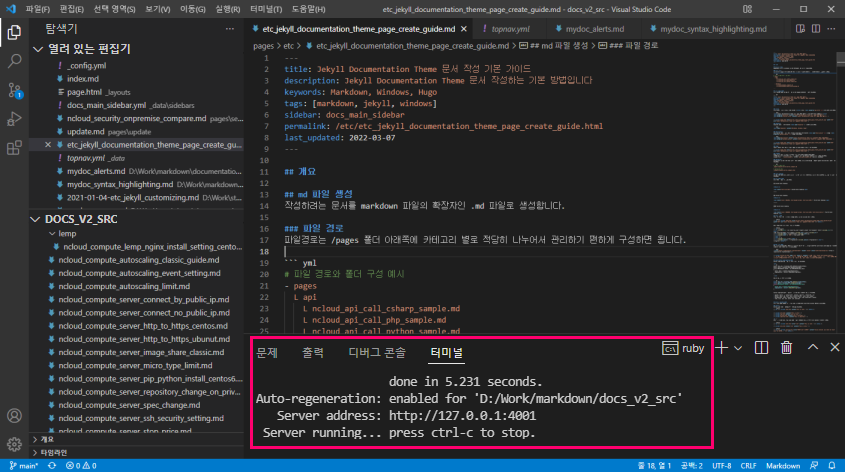 파일(F) 편집(E) 선택 영역(S) 보기(V) 이동(G) 실행(R) 터미널(T) 도움말(H) etc_jekyll_documentation_theme_page_create_guide.md - docs_v2_src - Visual Studio Code
탐색기
열려 있는 편집기
! _config.yml
index.md
page.html _layouts
! docs_main_sidebar.yml _data\sidebars
ncloud_security_onpremise_compare.md pages\se...
update.md pages\update
etc_jekyll_documentation_theme_page_create_gu...
! topnav.yml _data
mydoc_alerts.md D:\Work\markdown\documentation...
mydoc_syntax_highlighting.md D:\Work\markdown...
2021-01-04-etc_jekyll_customizing.md D:\Work\st...
DOCS_V2_SRC
lemp
ncloud_compute_lemp_nginx_install_setting_cento...
ncloud_compute_autoscaling_classic_guide.md
ncloud_compute_autoscaling_event_setting.md
ncloud_compute_autoscaling_limit.md
ncloud_compute_server_connect_by_public_ip.md
ncloud_compute_server_connect_no_public_ip.md
ncloud_compute_server_http_to_https_centos.md
ncloud_compute_server_http_to_https_ubunut.md
ncloud_compute_server_image_share_classic.md
ncloud_compute_server_micro_type_limit.md
ncloud_compute_server_pip_python_install_centos6...
ncloud_compute_server_repository_change_on_priv...
ncloud_compute_server_spec_change.md
ncloud_compute_server_ssh_security_setting.md
ncloud_compute_server_stop_price.md
개요
타임라인
etc_jekyll_documentation_theme_page_create_guide.md ! topnav.yml mydoc_alerts.md mydoc_syntax_highlighting.md
pages > etc > etc_jekyll_documentation_theme_page_create_guide.md > ## md 파일 생성 > ### 파일 경로
1 ---
2 title: Jekyll Documentation Theme 문서 작성 기본 가이드
3 description: Jekyll Documentation Theme 문서 작성하는 기본 방법입니다
4 keywords: Markdown, Windows, Hugo
5 tags: [markdown, jekyll, windows]
6 sidebar: docs_main_sidebar
7 permalink: /etc/etc_jekyll_documentation_theme_page_create_guide.html
8 last_updated: 2022-03-07
9 ---
10
11 ## 개요
12
13 ## md 파일 생성
14 작성하려는 문서를 markdown 파일의 확장자인 .md 파일로 생성합니다.
15
16 ### 파일 경로
17 파일경로는 /pages 폴더 아래쪽에 카테고리 별로 적당히 나누어서 관리하기 편하게 구성하면 됩니다.
18
19 ``` yml
20 # 파일 경로와 폴더 구성 예시
21 - pages
22 L api
23 L ncloud_api_call_csharp_sample.md
24 L ncloud_api_call_php_sample.md
25 L ncloud_api_call_python_sample.md
문제 출력 디버그 콘솔 터미널 ruby
done in 5.231 seconds.
Auto-regeneration: enabled for 'D:/Work/markdown/docs_v2_src'
Server address: http://127.0.0.1:4001
Server running... press ctrl-c to stop.
1
main* 0 0 줄 18, 열 1 공백: 2 UTF-8 CRLF Markdown